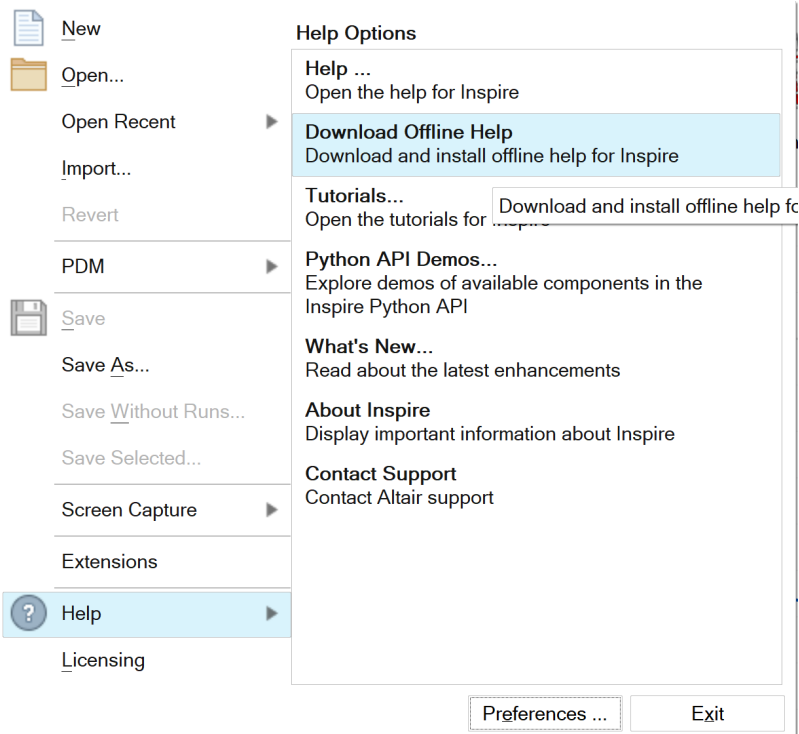 New
Open...
Open Recent
Import...
Revert
PDM
Save
Save As...
Save Without Runs...
Save Selected...
Screen Capture
Extensions
Help
Licensing
Help Options
Help ...
Open the help for Inspire
Download Offline Help
Download and install offline help for Inspire
Tutorials...
Open the tutorials for
Download and install offline help fo
Python API Demos...
Explore demos of available components in the
Inspire Python API
What's New...
Read about the latest enhancements
About Inspire
Display important information about Inspire
Contact Support
Contact Altair support
Preferences ...
Exit